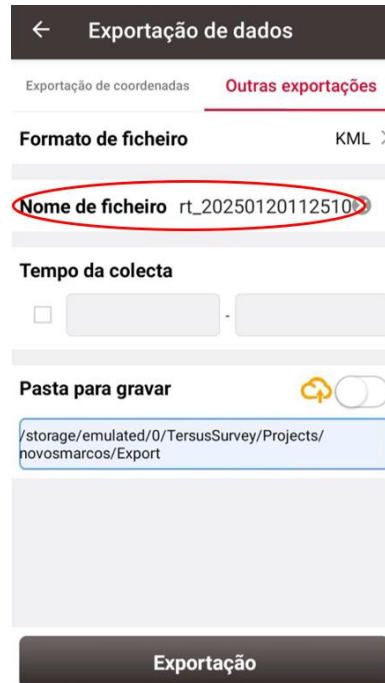 Exportação de dados
Exportação de coordenadas Outras exportações
Formato de ficheiro KML
Nome de ficheiro rt_20250120112510
Tempo da colecta
-
Pasta para gravar
/storage/emulated/0/TersusSurvey/Projects/
novosmarcos/Export
Exportação